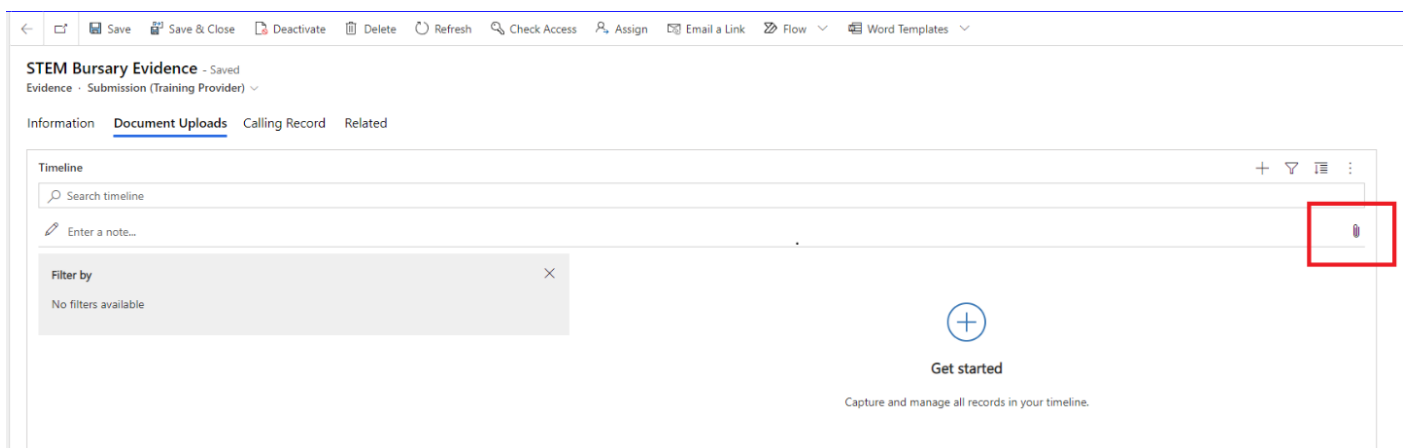 Save Save & Close Deactivate Delete Refresh Check Access Assign Email a Link Flow Word Templates
STEM Bursary Evidence - Saved
Evidence · Submission (Training Provider)
Information Document Uploads Calling Record Related
Timeline
Search timeline
Enter a note...
Filter by
No filters available
Get started
Capture and manage all records in your timeline.